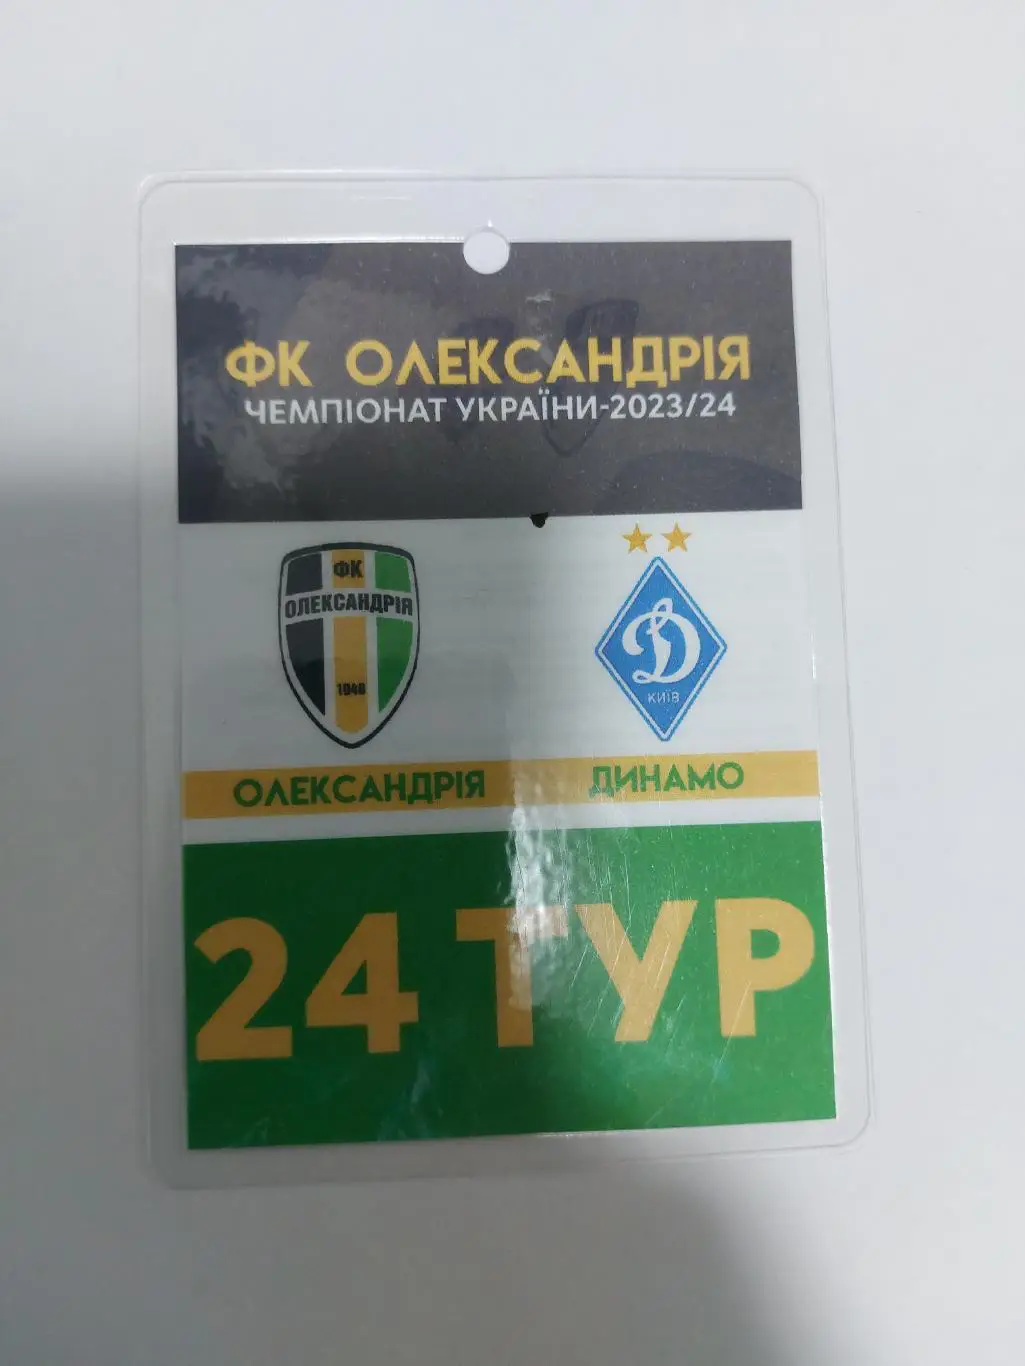 ФК ОЛЕКСАНДРІЯ
ЧЕМПІОНАТ УКРАЇНИ-2023/24
ФК
ОЛЕКСАНДРІЯ
1948
Д
КИЇВ
ОЛЕКСАНДРІЯ ДИНАМО
24 ТУР